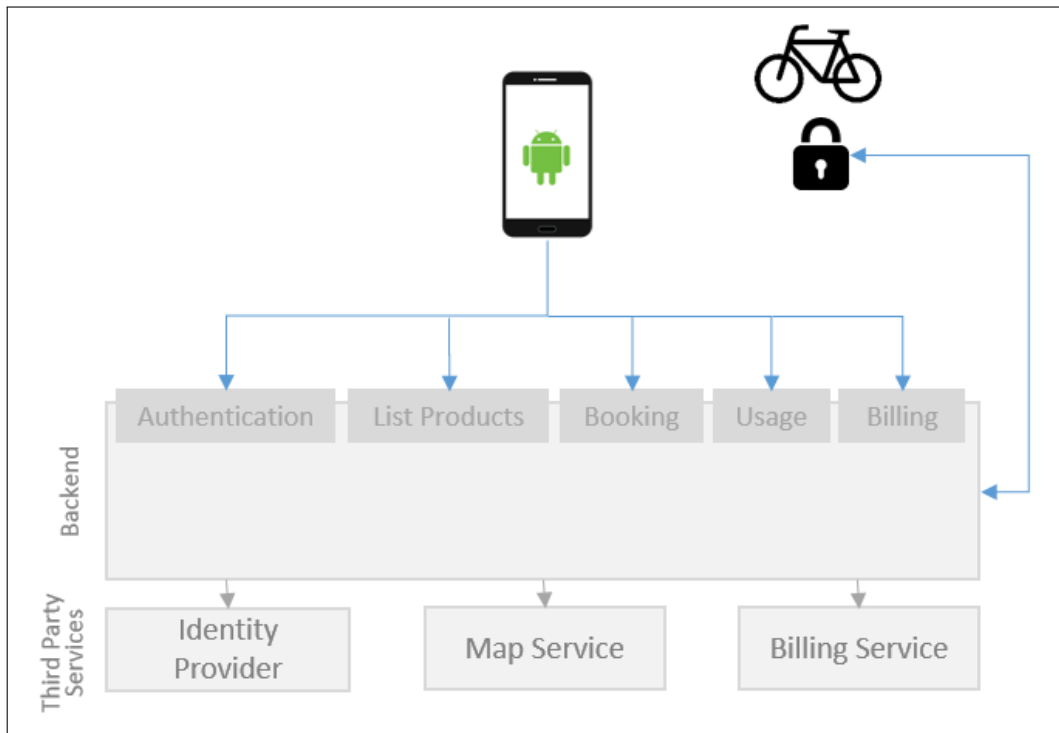 Authentication
List Products
Booking
Usage
Billing
Backend
Third Party
Services
Identity
Provider
Map Service
Billing Service